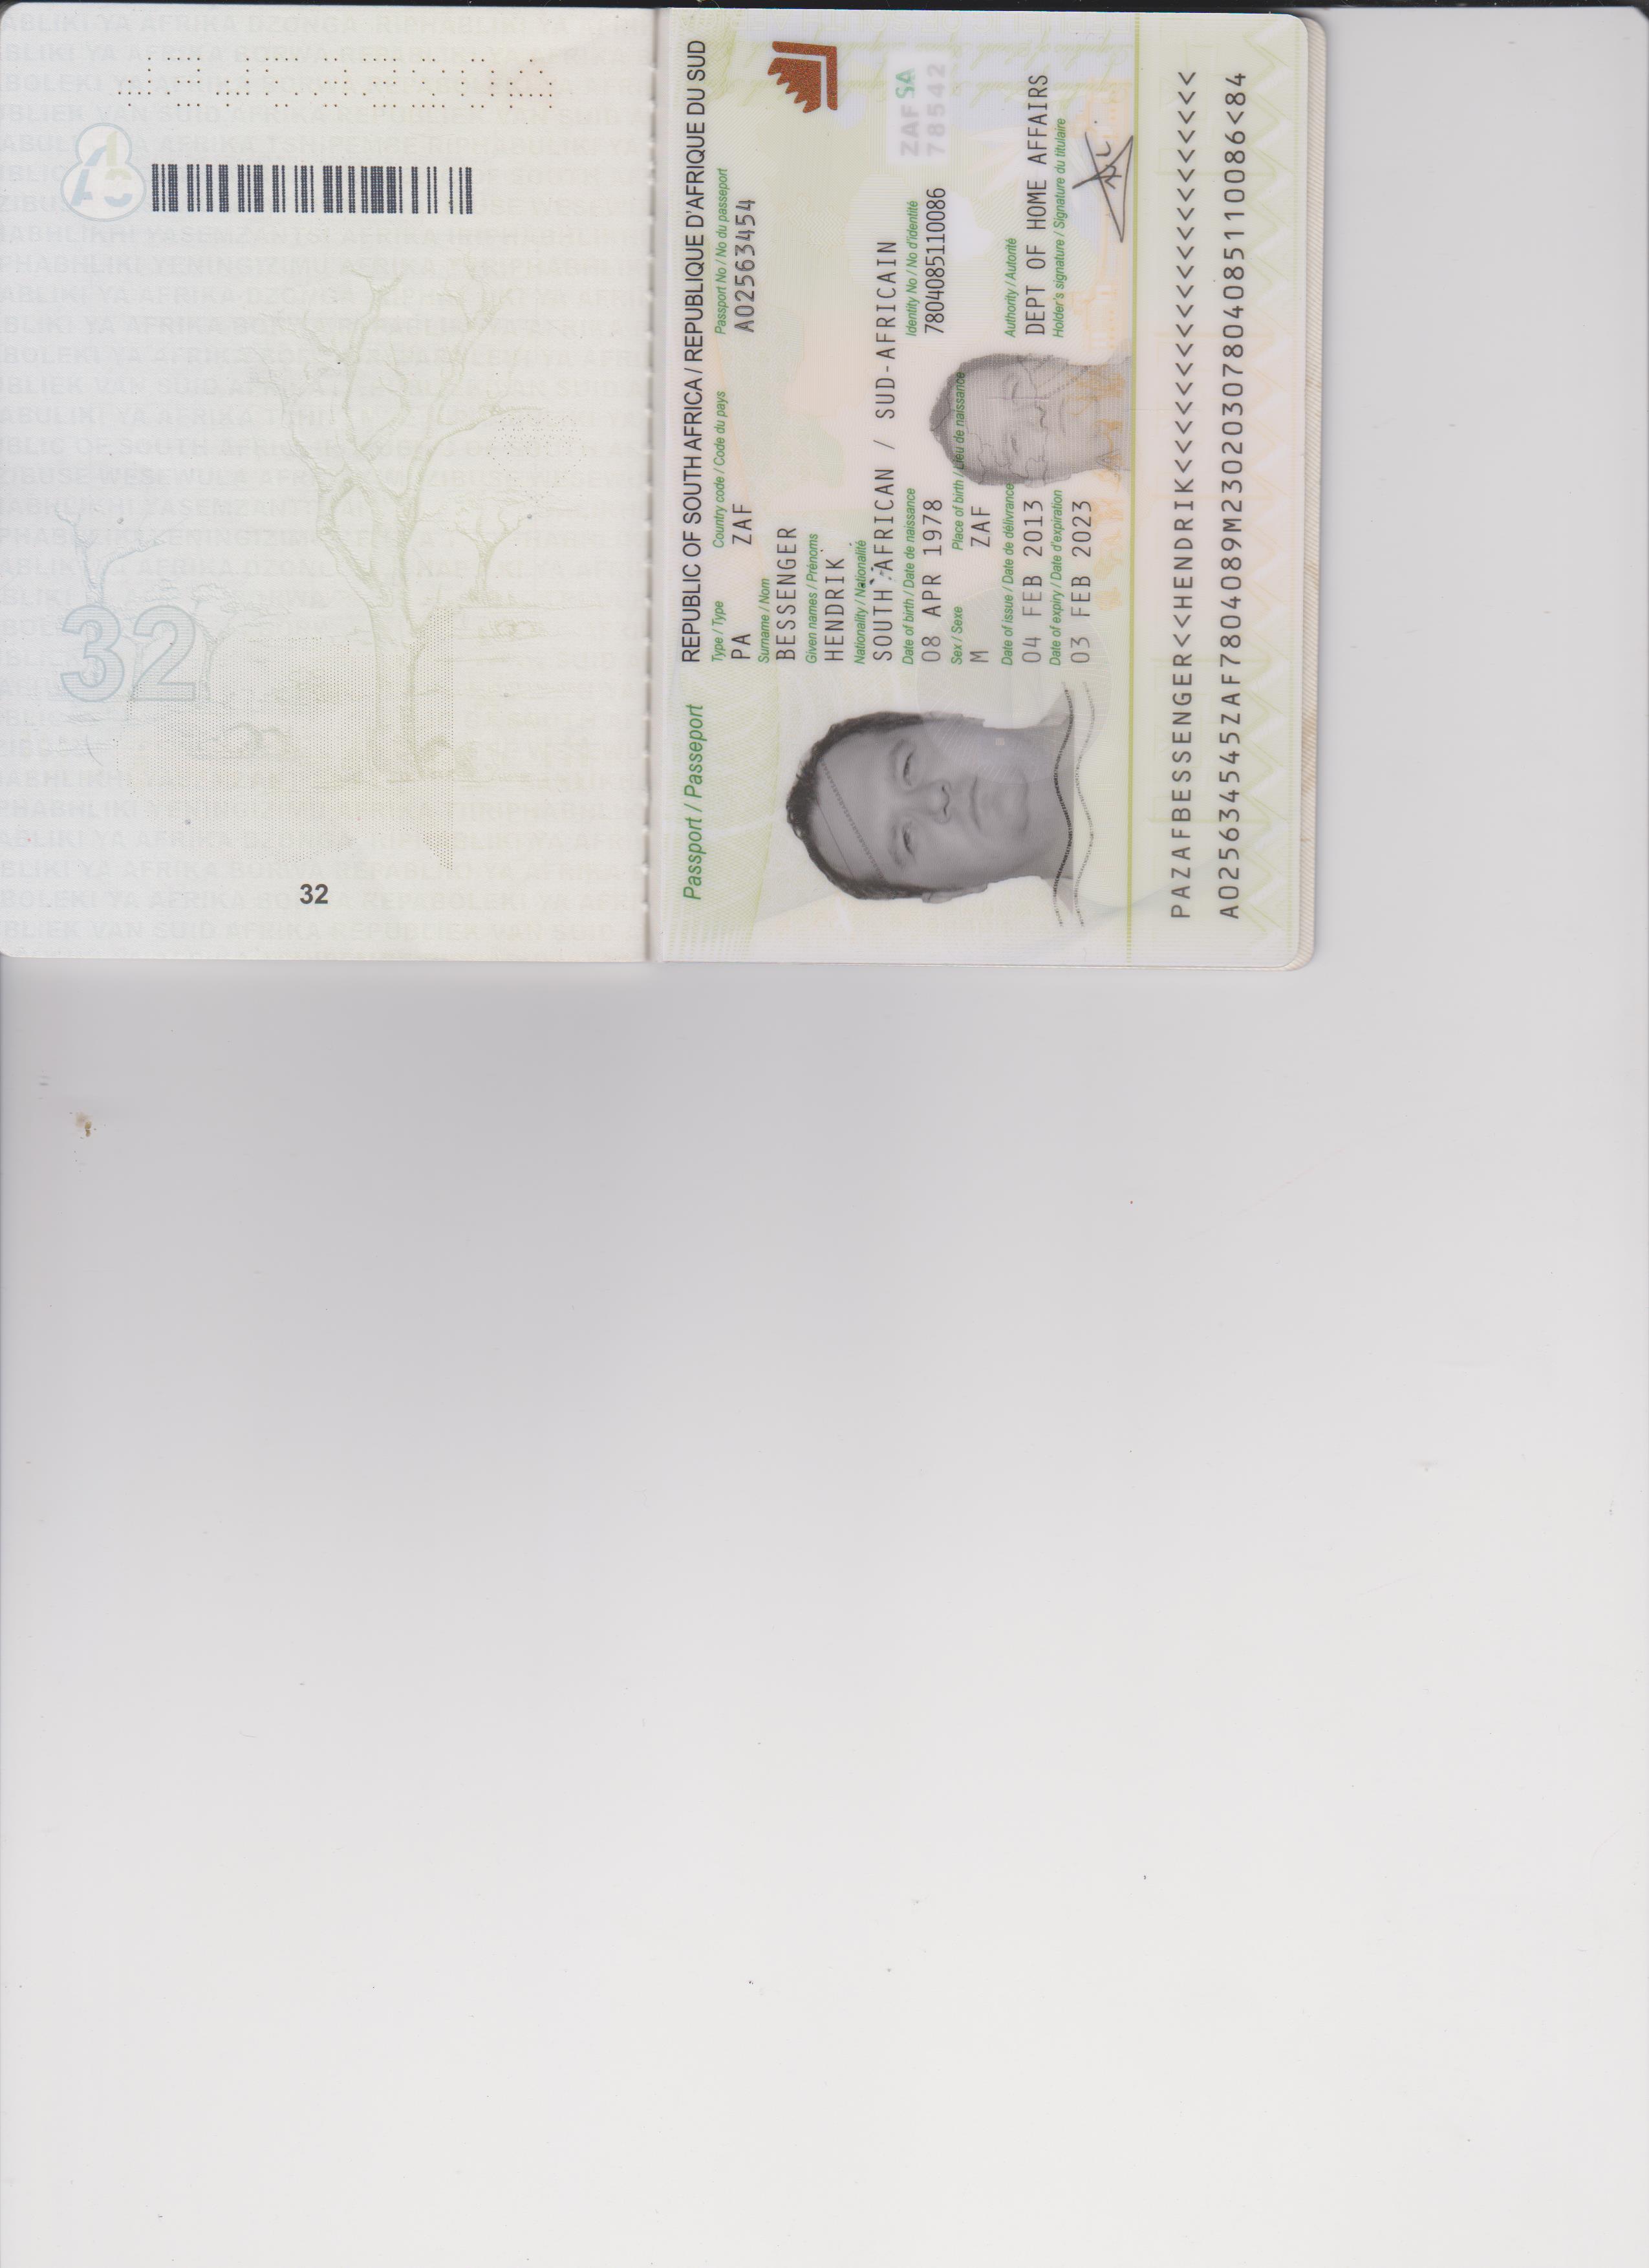 32
32
Passport / Passeport
REPUBLIC OF SOUTH AFRICA / REPUBLIQUE D'AFRIQUE DU SUD
Type / Type Country code / Code du pays Passport No / No du passeport
PA ZAF A02563454
Surname / Nom
BESSENGER
Given names / Prénoms
HENDRIK
Nationality / Nationalité
SOUTH AFRICAN / SUD-AFRICAIN
ZAF SA
78542
Date of birth / Date de naissance Identity No / No d'identité
08 APR 1978 7804085110086
Sex / Sexe Place of birth / Lieu de naissance
M ZAF
Date of issue / Date de délivrance Authority / Autorité
04 FEB 2013 DEPT OF HOME AFFAIRS
Date of expiry / Date d'expiration Holder's signature / Signature du titulaire
03 FEB 2023
PAZAFBESSENGER<<HENDRIK<<<<<<<<<<<<<<<<<<<<<
A025634545ZAF7804089M23020307804085110086<84